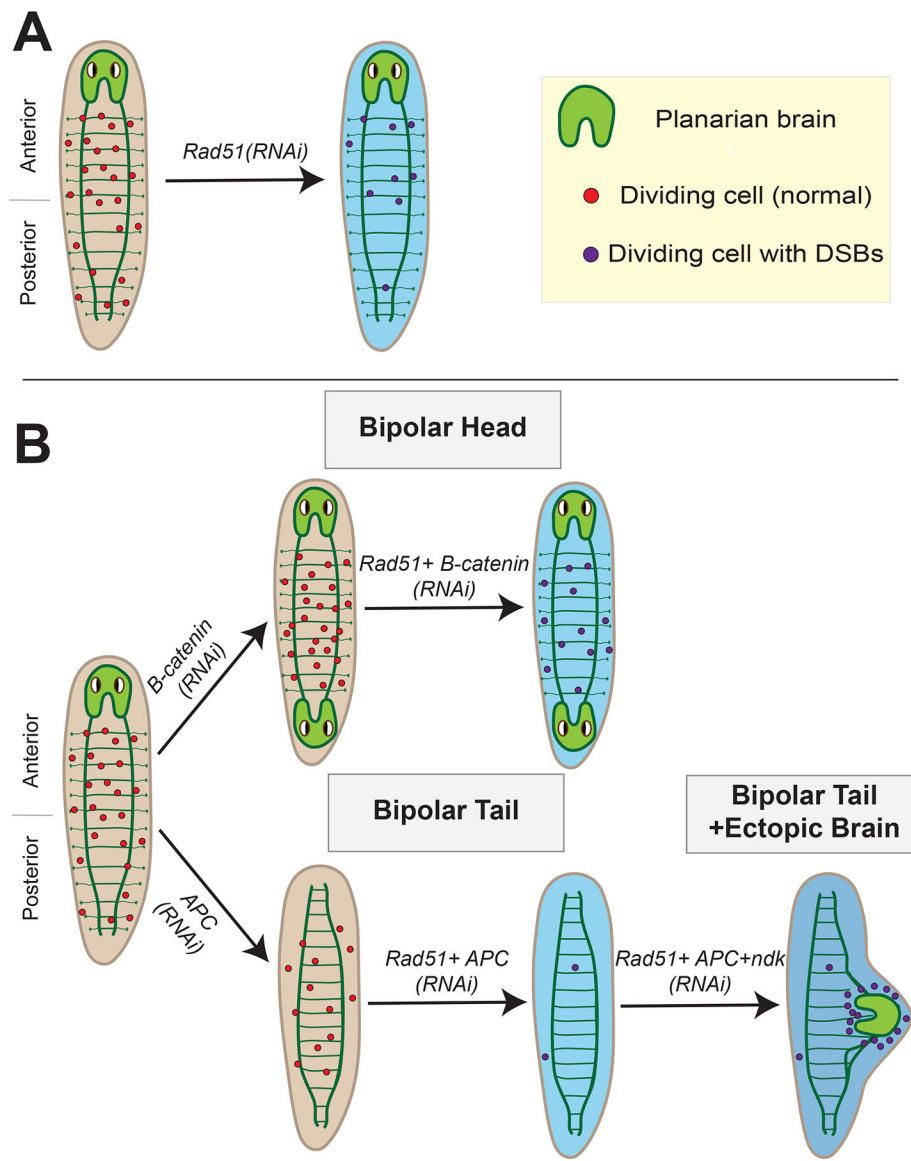 A
Anterior
Posterior
Rad51(RNAi)
Planarian brain
Dividing cell (normal)
Dividing cell with DSBs
B
Bipolar Head
B-catenin
(RNAi)
Rad51+ B-catenin
(RNAi)
Anterior
Posterior
Bipolar Tail
Bipolar Tail
+Ectopic Brain
APC
(RNAi)
Rad51+ APC
(RNAi)
Rad51+ APC+ndk
(RNAi)